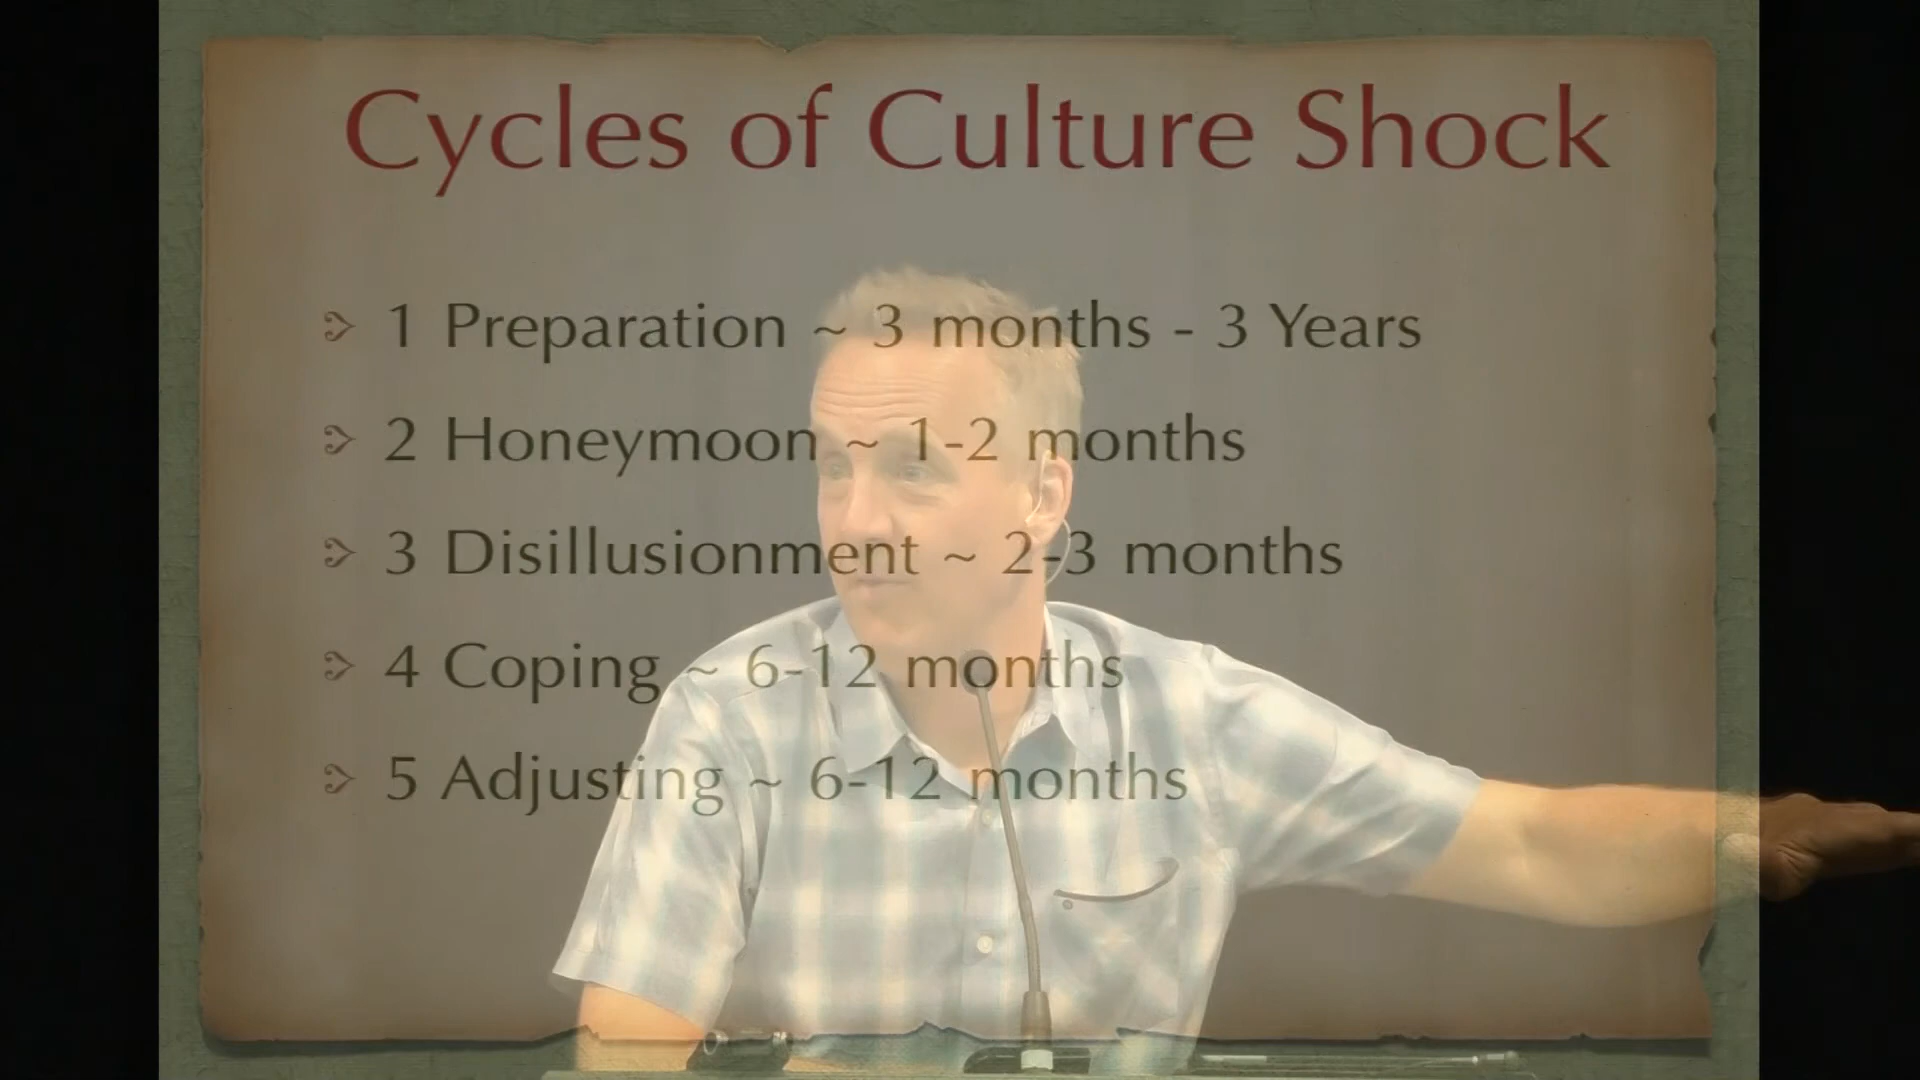 Cycles of Culture Shock
1 Preparation ~ 3 months - 3 Years
2 Honeymoon ~ 1-2 months
3 Disillusionment ~ 2-3 months
4 Coping ~ 6-12 months
5 Adjusting ~ 6-12 months